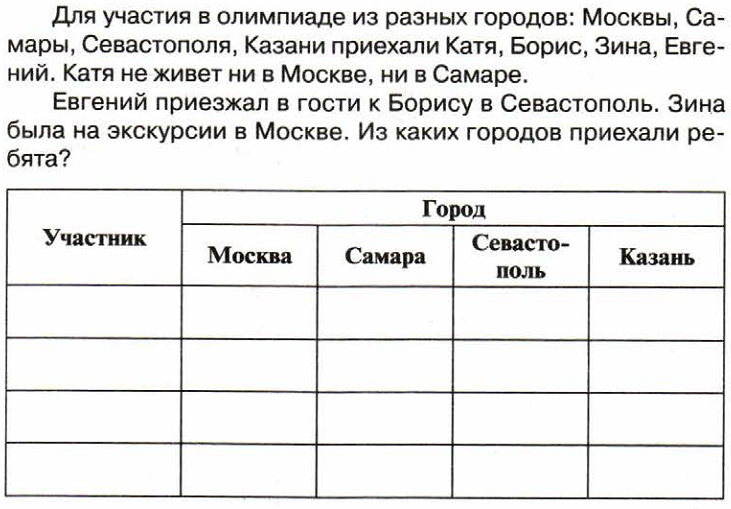 Для участия в олимпиаде из разных городов: Москвы, Са-
мары, Севастополя, Казани приехали Катя, Борис, Зина, Евге-
ний. Катя не живет ни в Москве, ни в Самаре.
Евгений приезжал в гости к Борису в Севастополь. Зина
была на экскурсии в Москве. Из каких городов приехали ре-
бята?
Участник
Город
Москва
Самара
Севасто-
поль
Казань